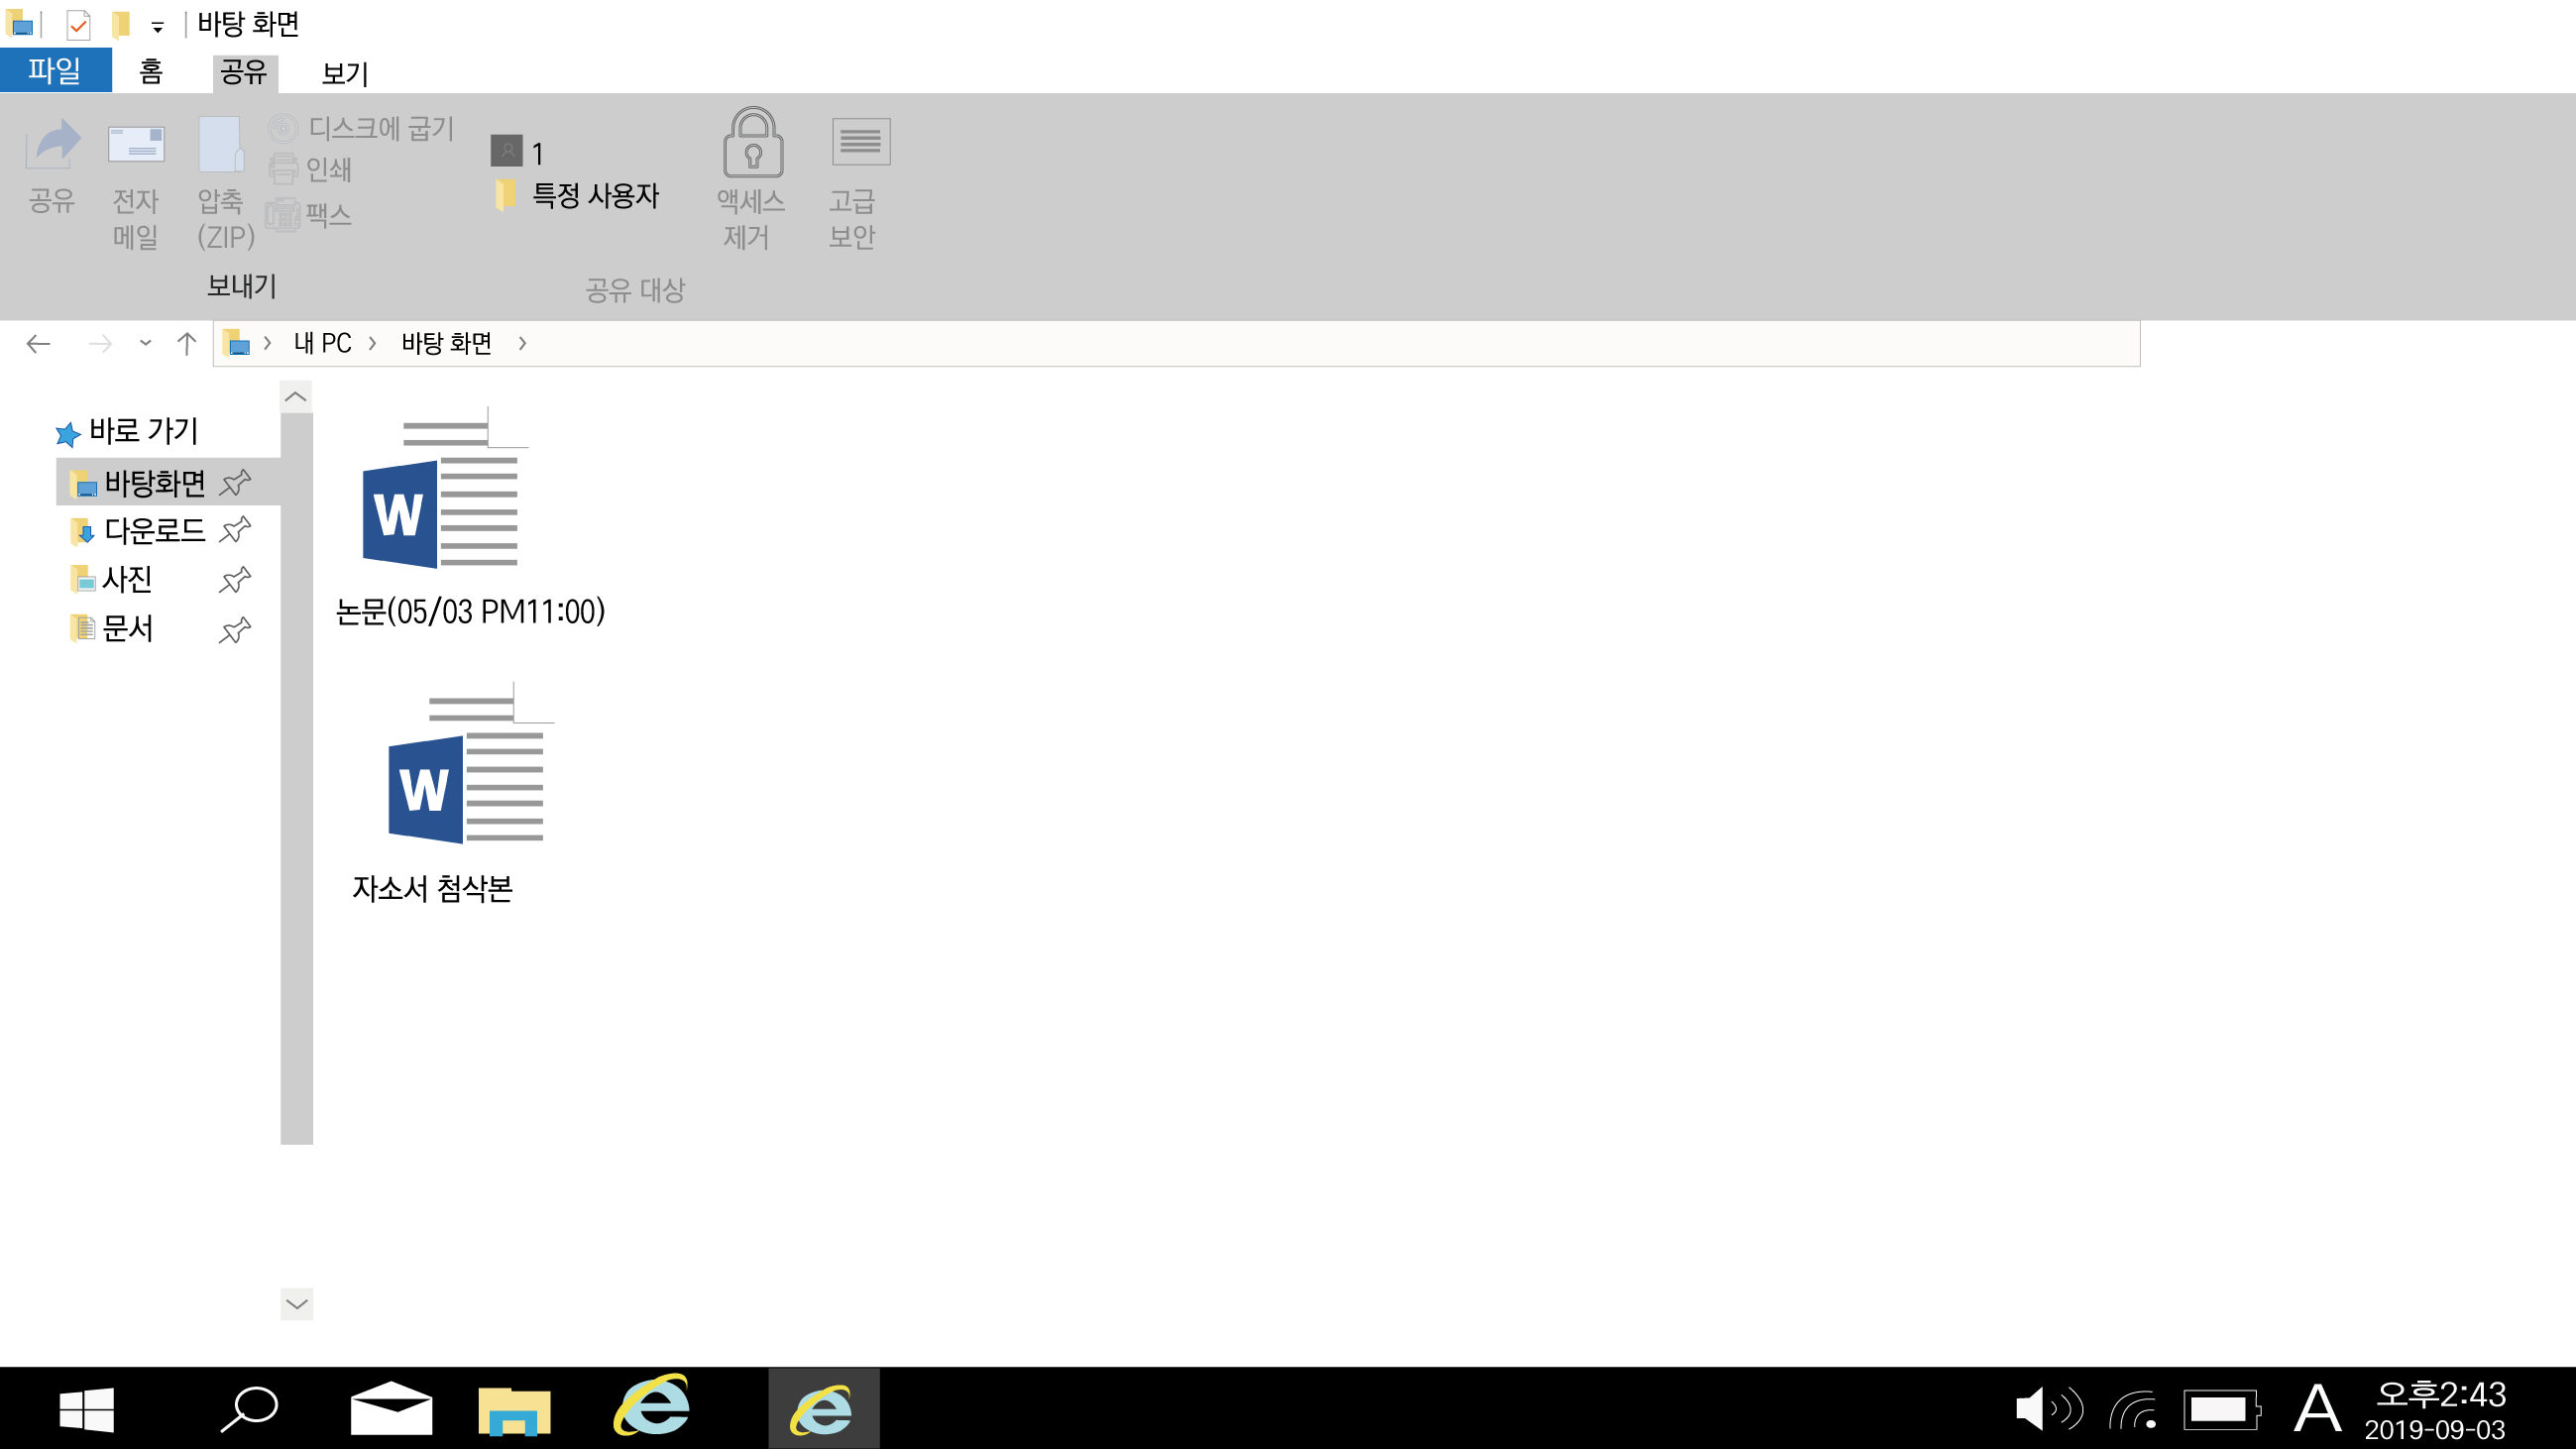 바탕 화면
파일 홈 공유 보기
공유
전자
메일
압축
(ZIP)
디스크에 굽기
인쇄
팩스
보내기
1
특정 사용자
공유 대상
액세스
제거
고급
보안
내 PC 바탕 화면
바로 가기
바탕화면
다운로드
사진
문서
W
논문(05/03 PM11:00)
W
자소서 첨삭본
A
오후2:43
2019-09-03